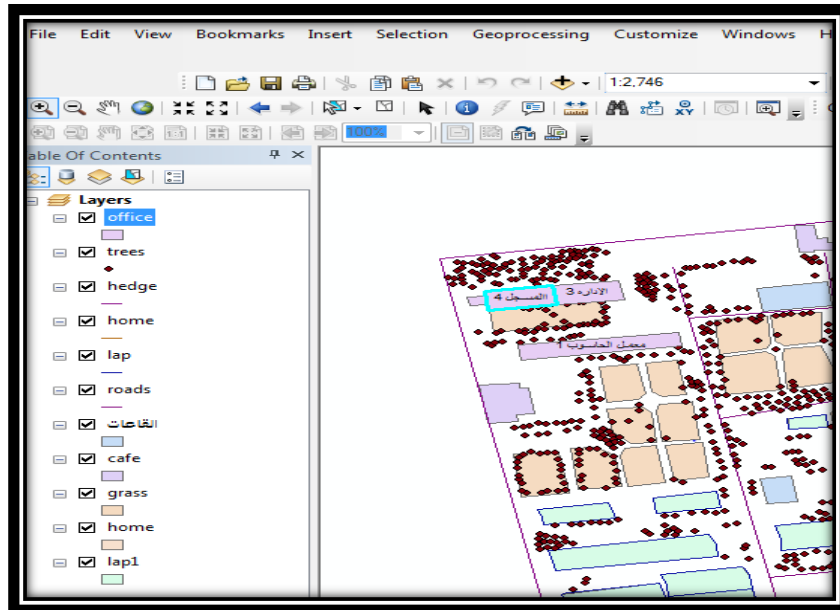 File Edit View Bookmarks Insert Selection Geoprocessing Customize Windows H
1:2,746
100%
able Of Contents
Layers
office
trees
hedge
home
lap
roads
القاعات
cafe
grass
home
lap1
الاداره 3
االمسجل 4
معمل الحاسوب 1